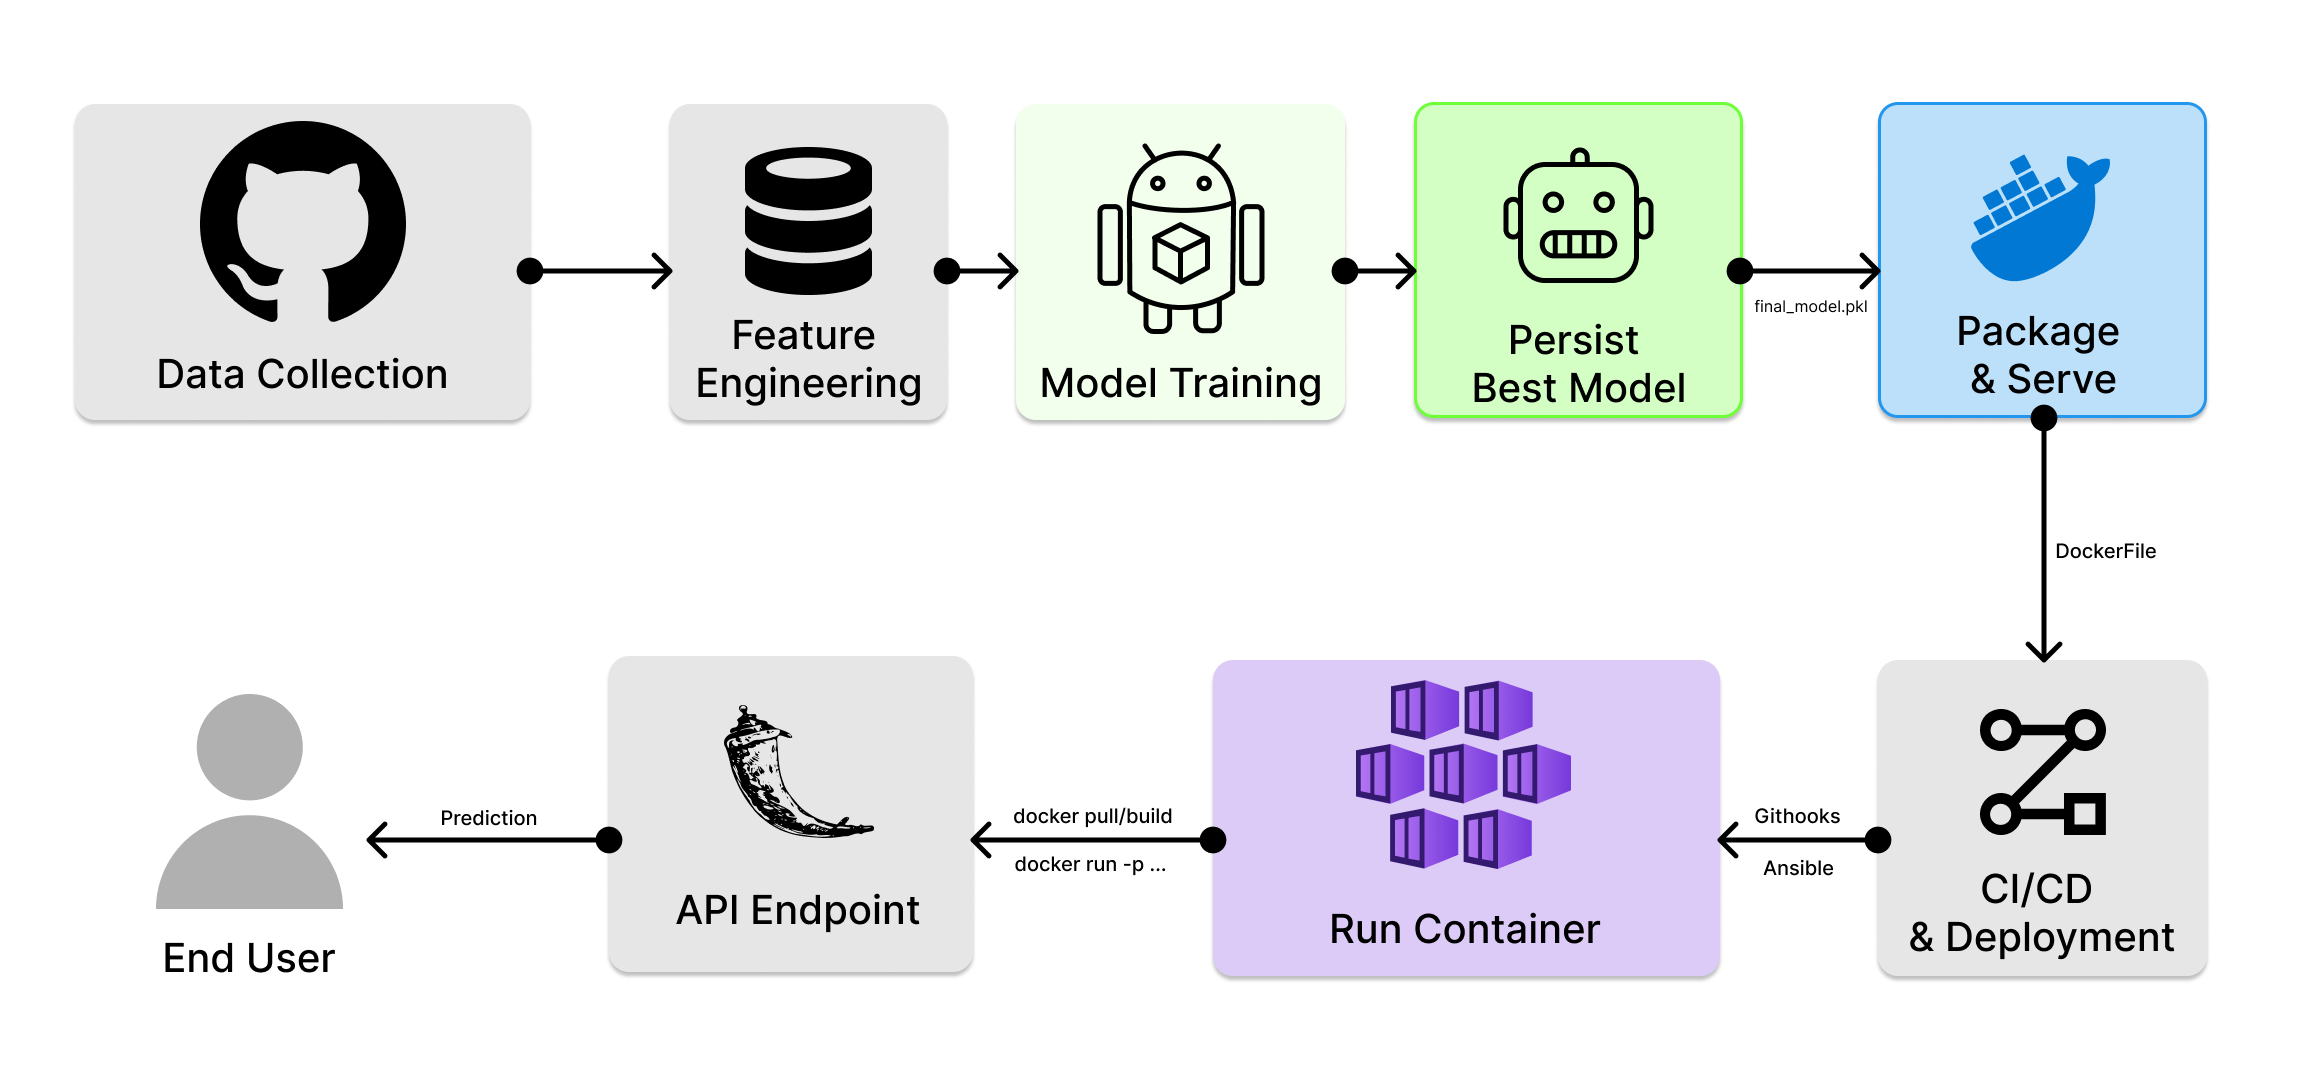 Data Collection
Feature
Engineering
Model Training
Persist
Best Model
final_model.pkl
Package
& Serve
DockerFile
CI/CD
& Deployment
Githooks
Ansible
Run Container
docker pull/build
docker run -p ...
API Endpoint
Prediction
End User